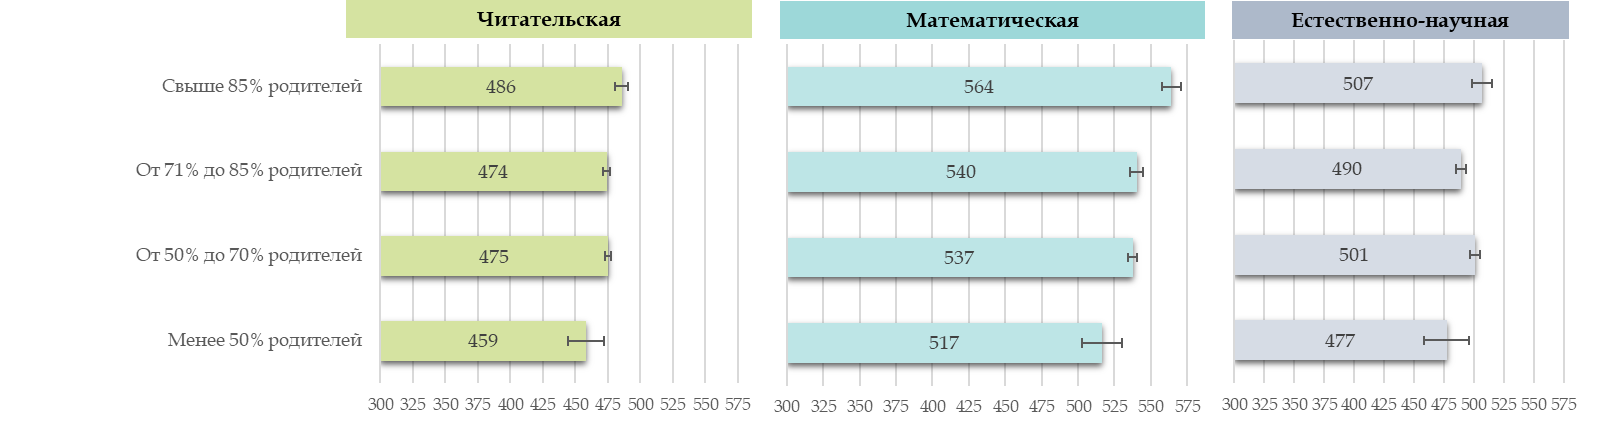 Читательская
Математическая
Естественно-научная
Свыше 85% родителей
486
564
507
От 71% до 85% родителей
474
540
490
От 50% до 70% родителей
475
537
501
Менее 50% родителей
459
517
477
300 325 350 375 400 425 450 475 500 525 550 575
300 325 350 375 400 425 450 475 500 525 550 575
300 325 350 375 400 425 450 475 500 525 550 575